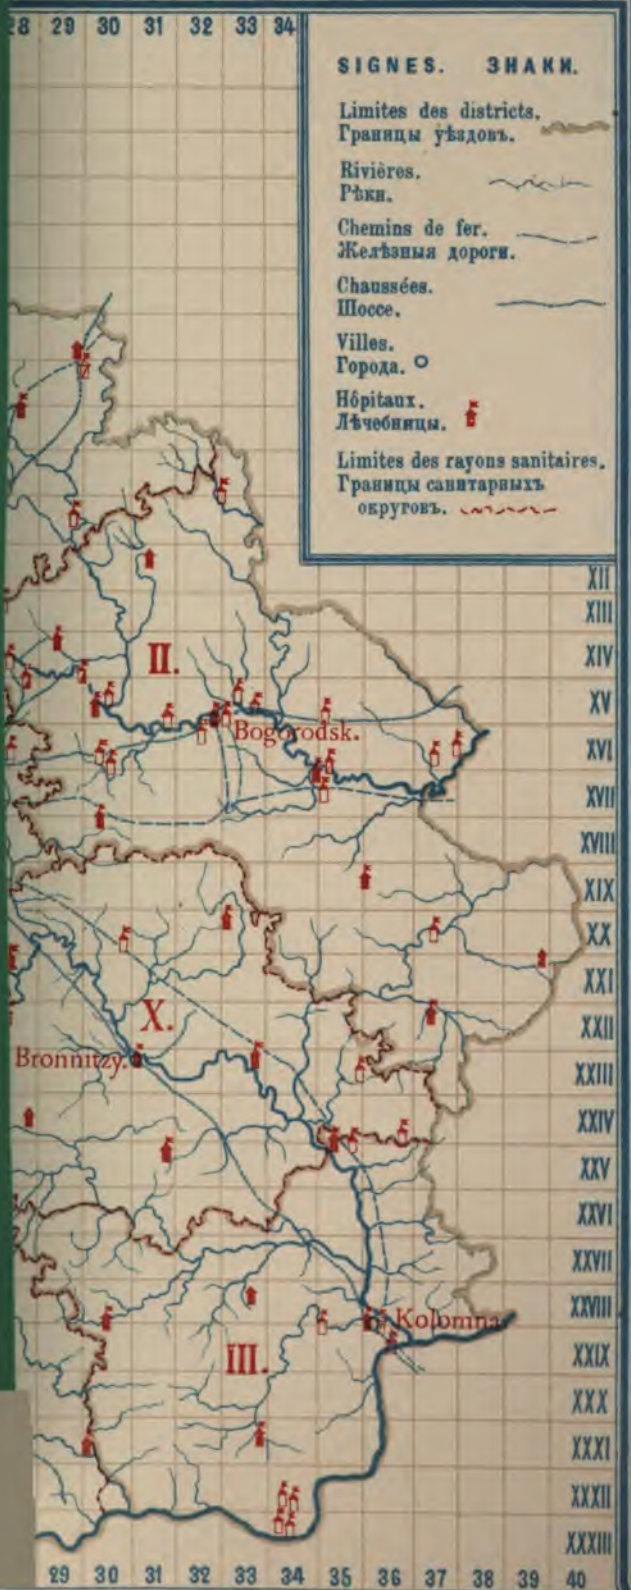 28 29 30 31 32 33 34
SIGNES. ЗНАКИ.
Limites des districts.
Границы уѣздовъ.
Rivières.
Рѣки.
Chemins de fer.
Желѣзныя дороги.
Chaussées.
Шоссе.
Villes.
Города.
Hôpitaux.
Лѣчебницы.
Limites des rayons sanitaires.
Границы санитарныхъ
округовъ.
XII
XIII
XIV
II.
XV
Bogorodsk.
XVI
XVII
XVIII
XIX
XX
XXI
X.
XXII
Bronnitzy.
XXIII
XXIV
XXV
XXVI
XXVII
XXVIII
Kolomna
XXIX
III.
XXX
XXXI
XXXII
XXXIII
29 30 31 32 33 34 35 36 37 38 39 40